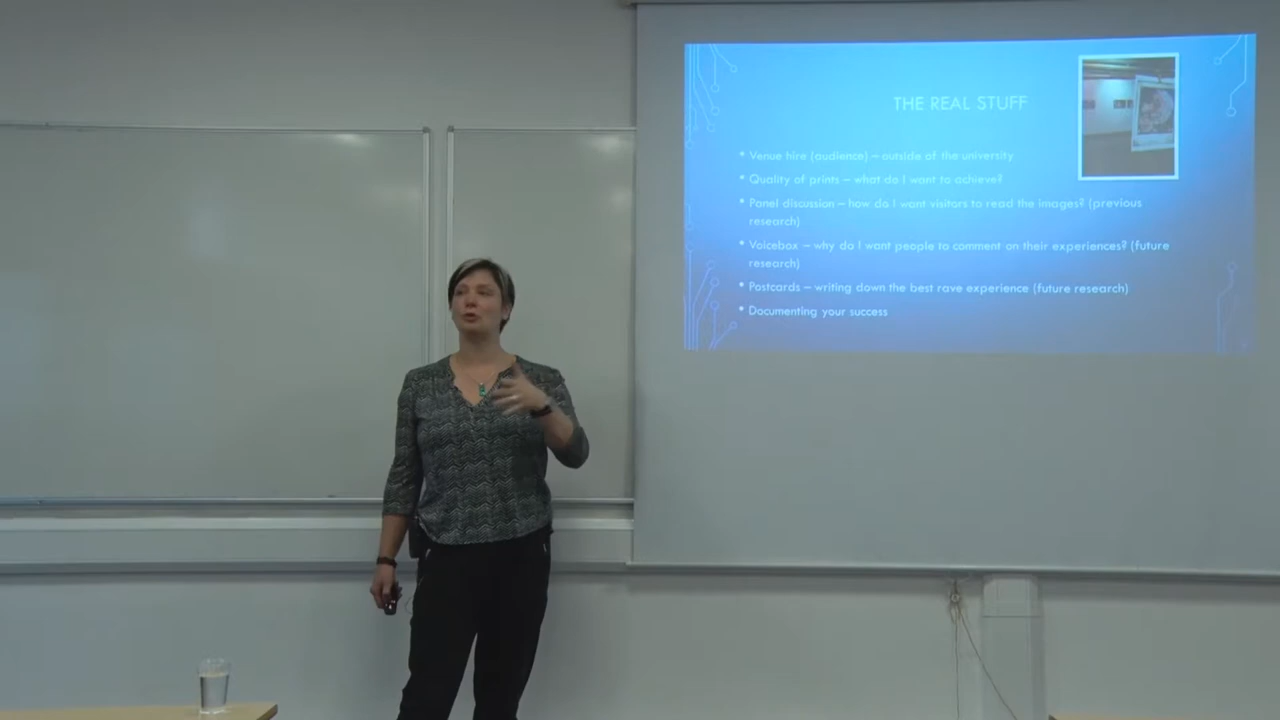 THE REAL STUFF
• Venue hire (audience) – outside of the university
• Quality of prints – what do I want to achieve?
• Panel discussion – how do I want visitors to read the images? (previous
research)
• Voicebox – why do I want people to comment on their experiences? (future
research)
• Postcards – writing down the best rave experience (future research)
• Documenting your success